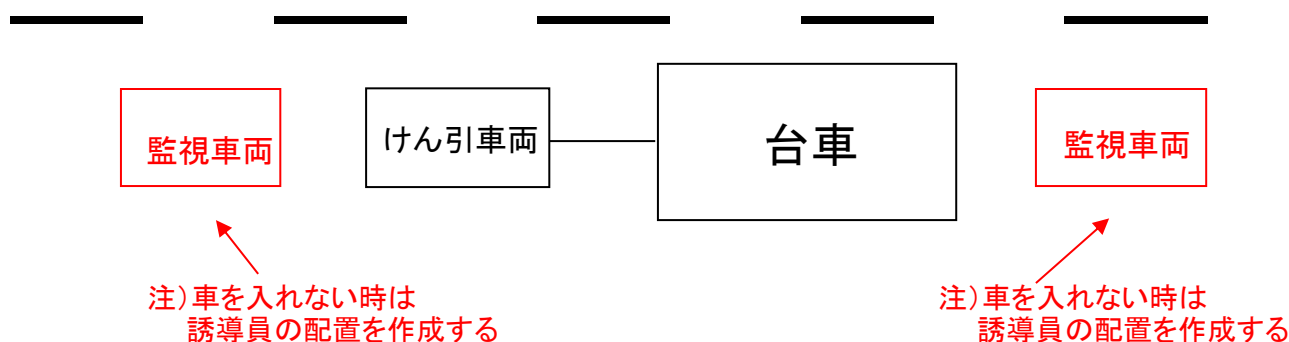 監視車両
けん引車両
台車
監視車両
注）車を入れない時は
誘導員の配置を作成する
注）車を入れない時は
誘導員の配置を作成する